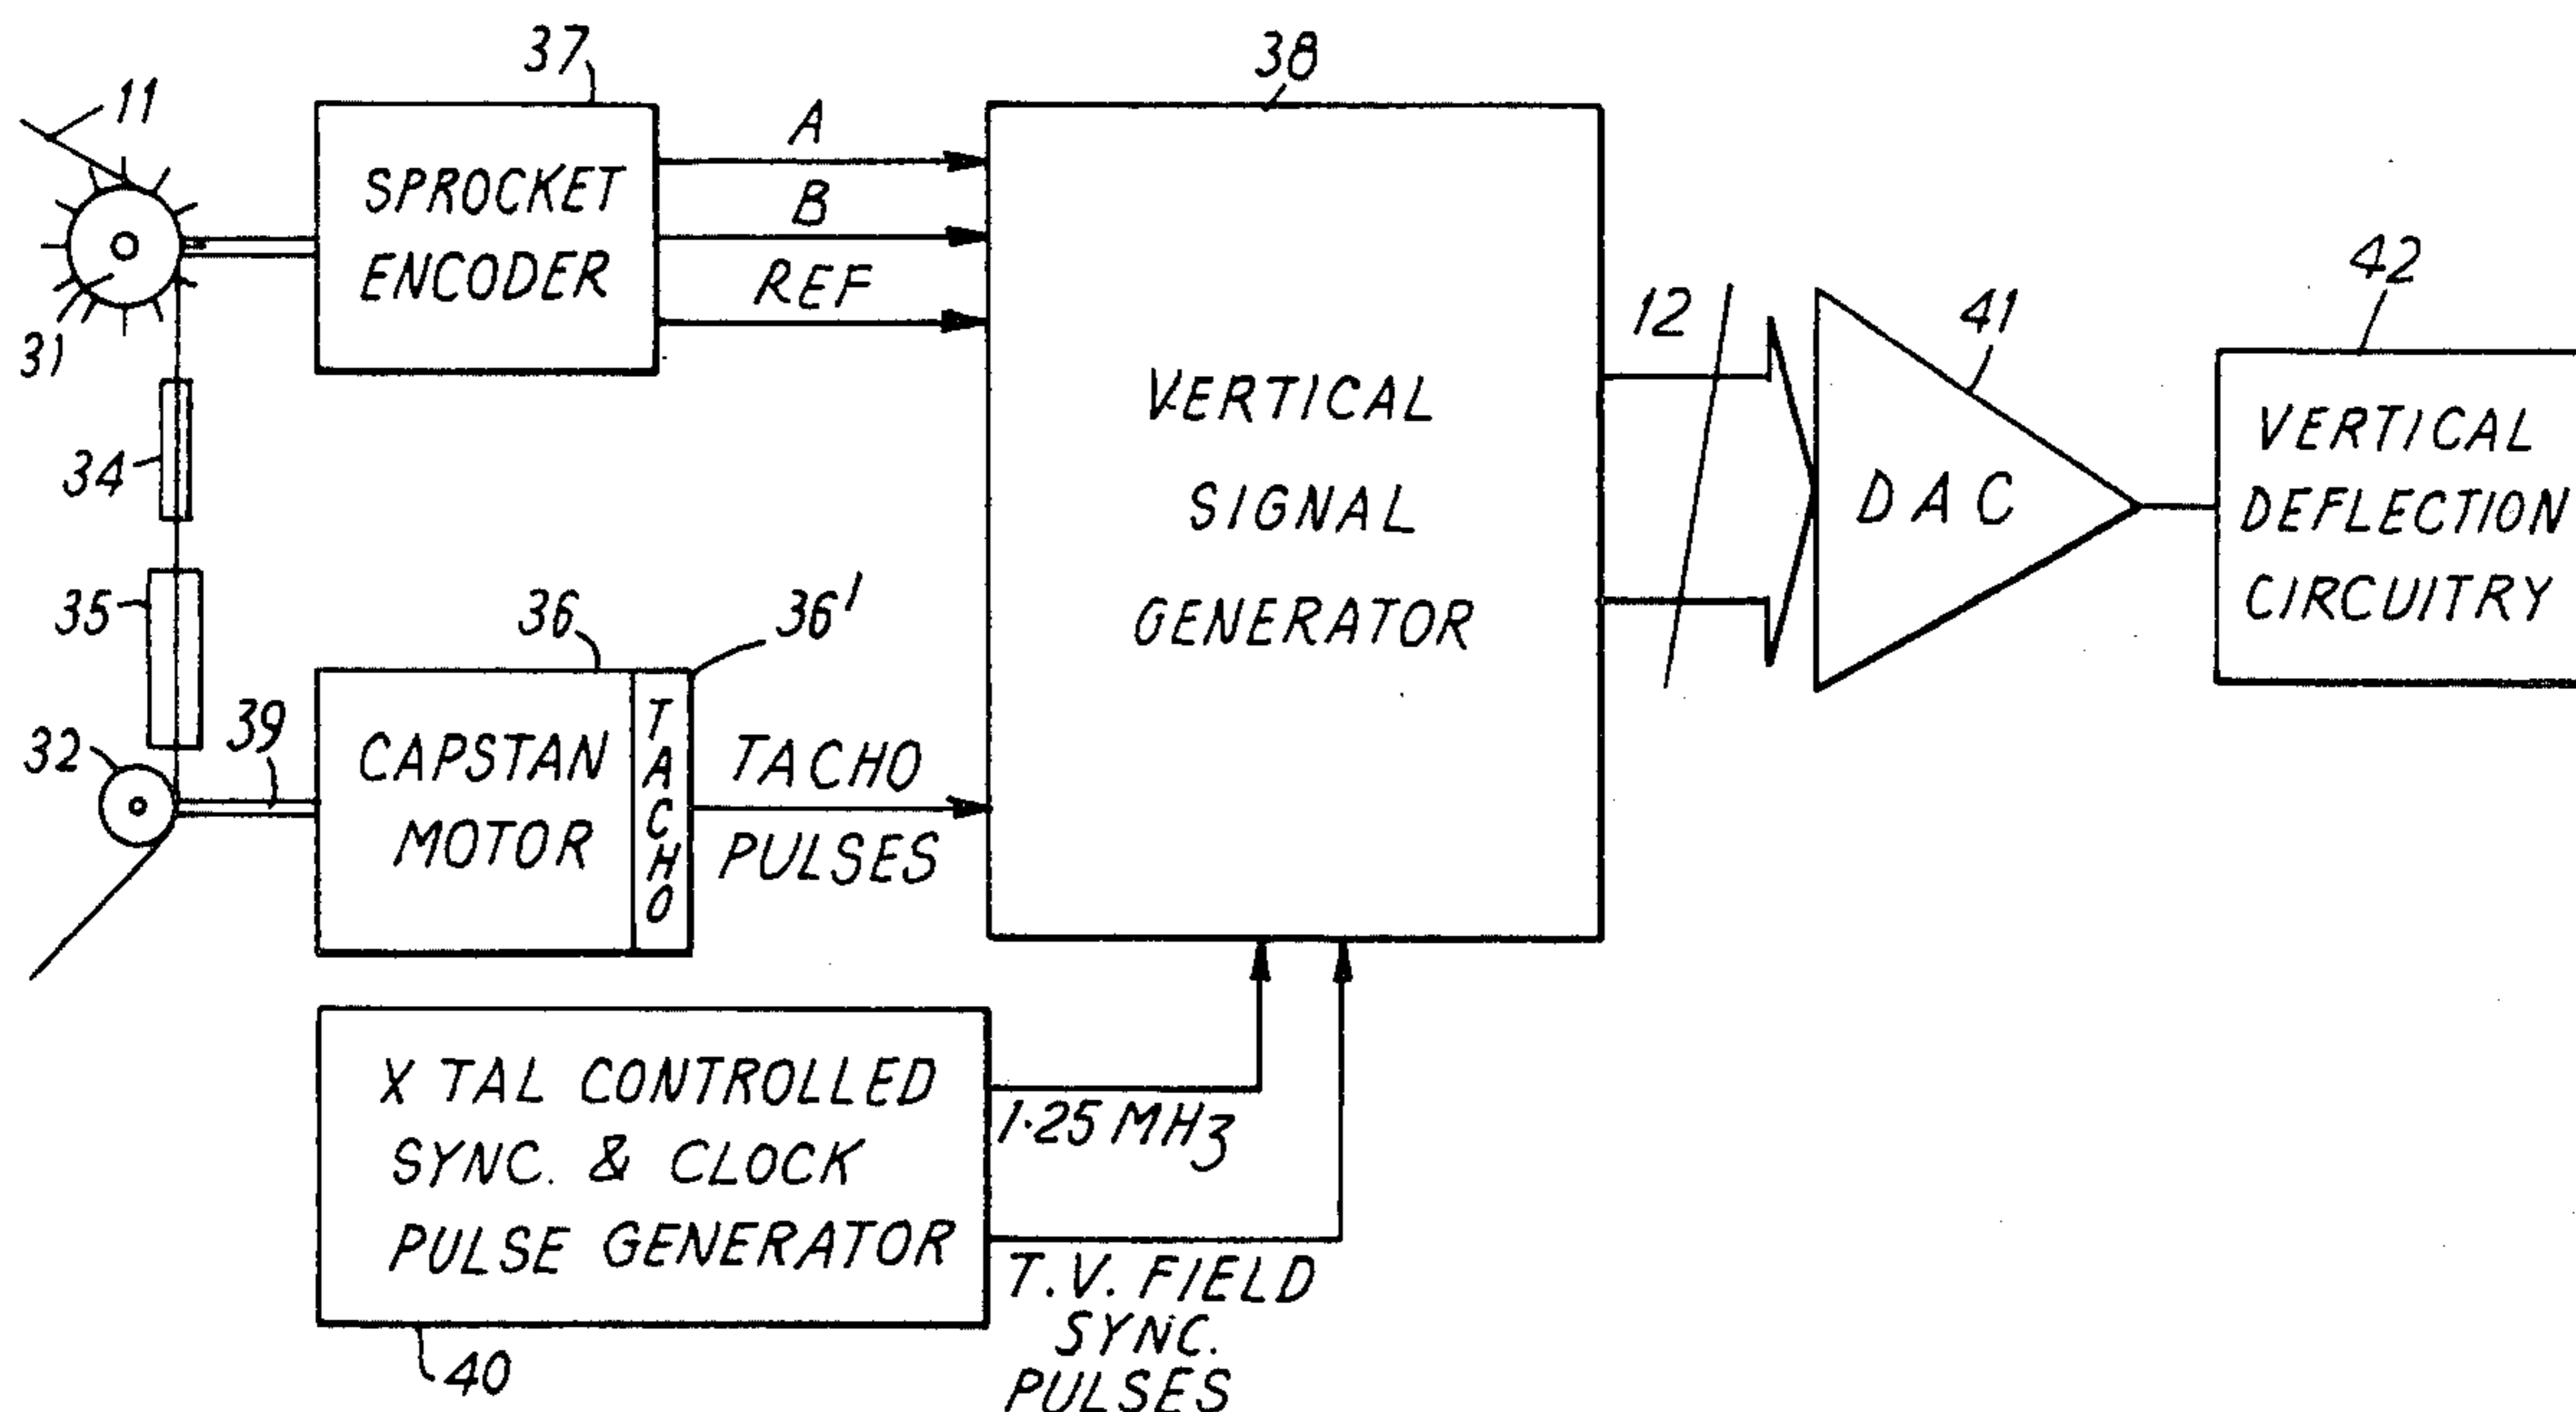 37
38
11
A
SPROCKET
ENCODER
B
REF
31
12
41
42
34
VERTICAL
SIGNAL
GENERATOR
DAC
VERTICAL
DEFLECTION
CIRCUITRY
35
36
36'
32
39
CAPSTAN
MOTOR
TACHO
TACHO
PULSES
X TAL CONTROLLED
SYNC. & CLOCK
PULSE GENERATOR
1.25 MHz
T.V. FIELD
SYNC.
PULSES
40